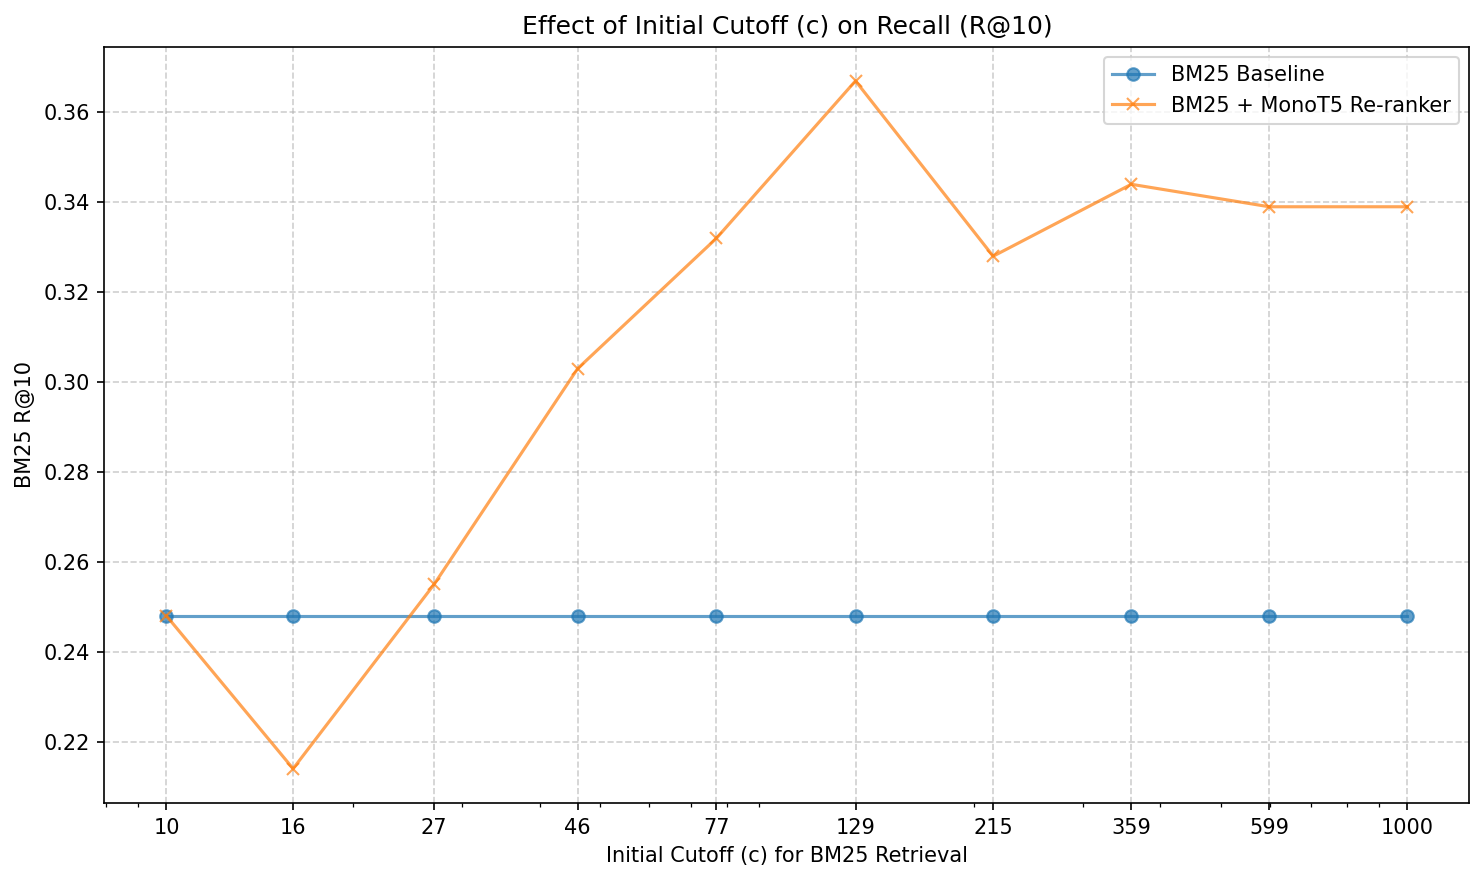 Effect of Initial Cutoff (c) on Recall (R@10)
BM25 Baseline
BM25 + MonoT5 Re-ranker
BM25 R@10
0.36
0.34
0.32
0.30
0.28
0.26
0.24
0.22
10 16 27 46 77 129 215 359 599 1000
Initial Cutoff (c) for BM25 Retrieval